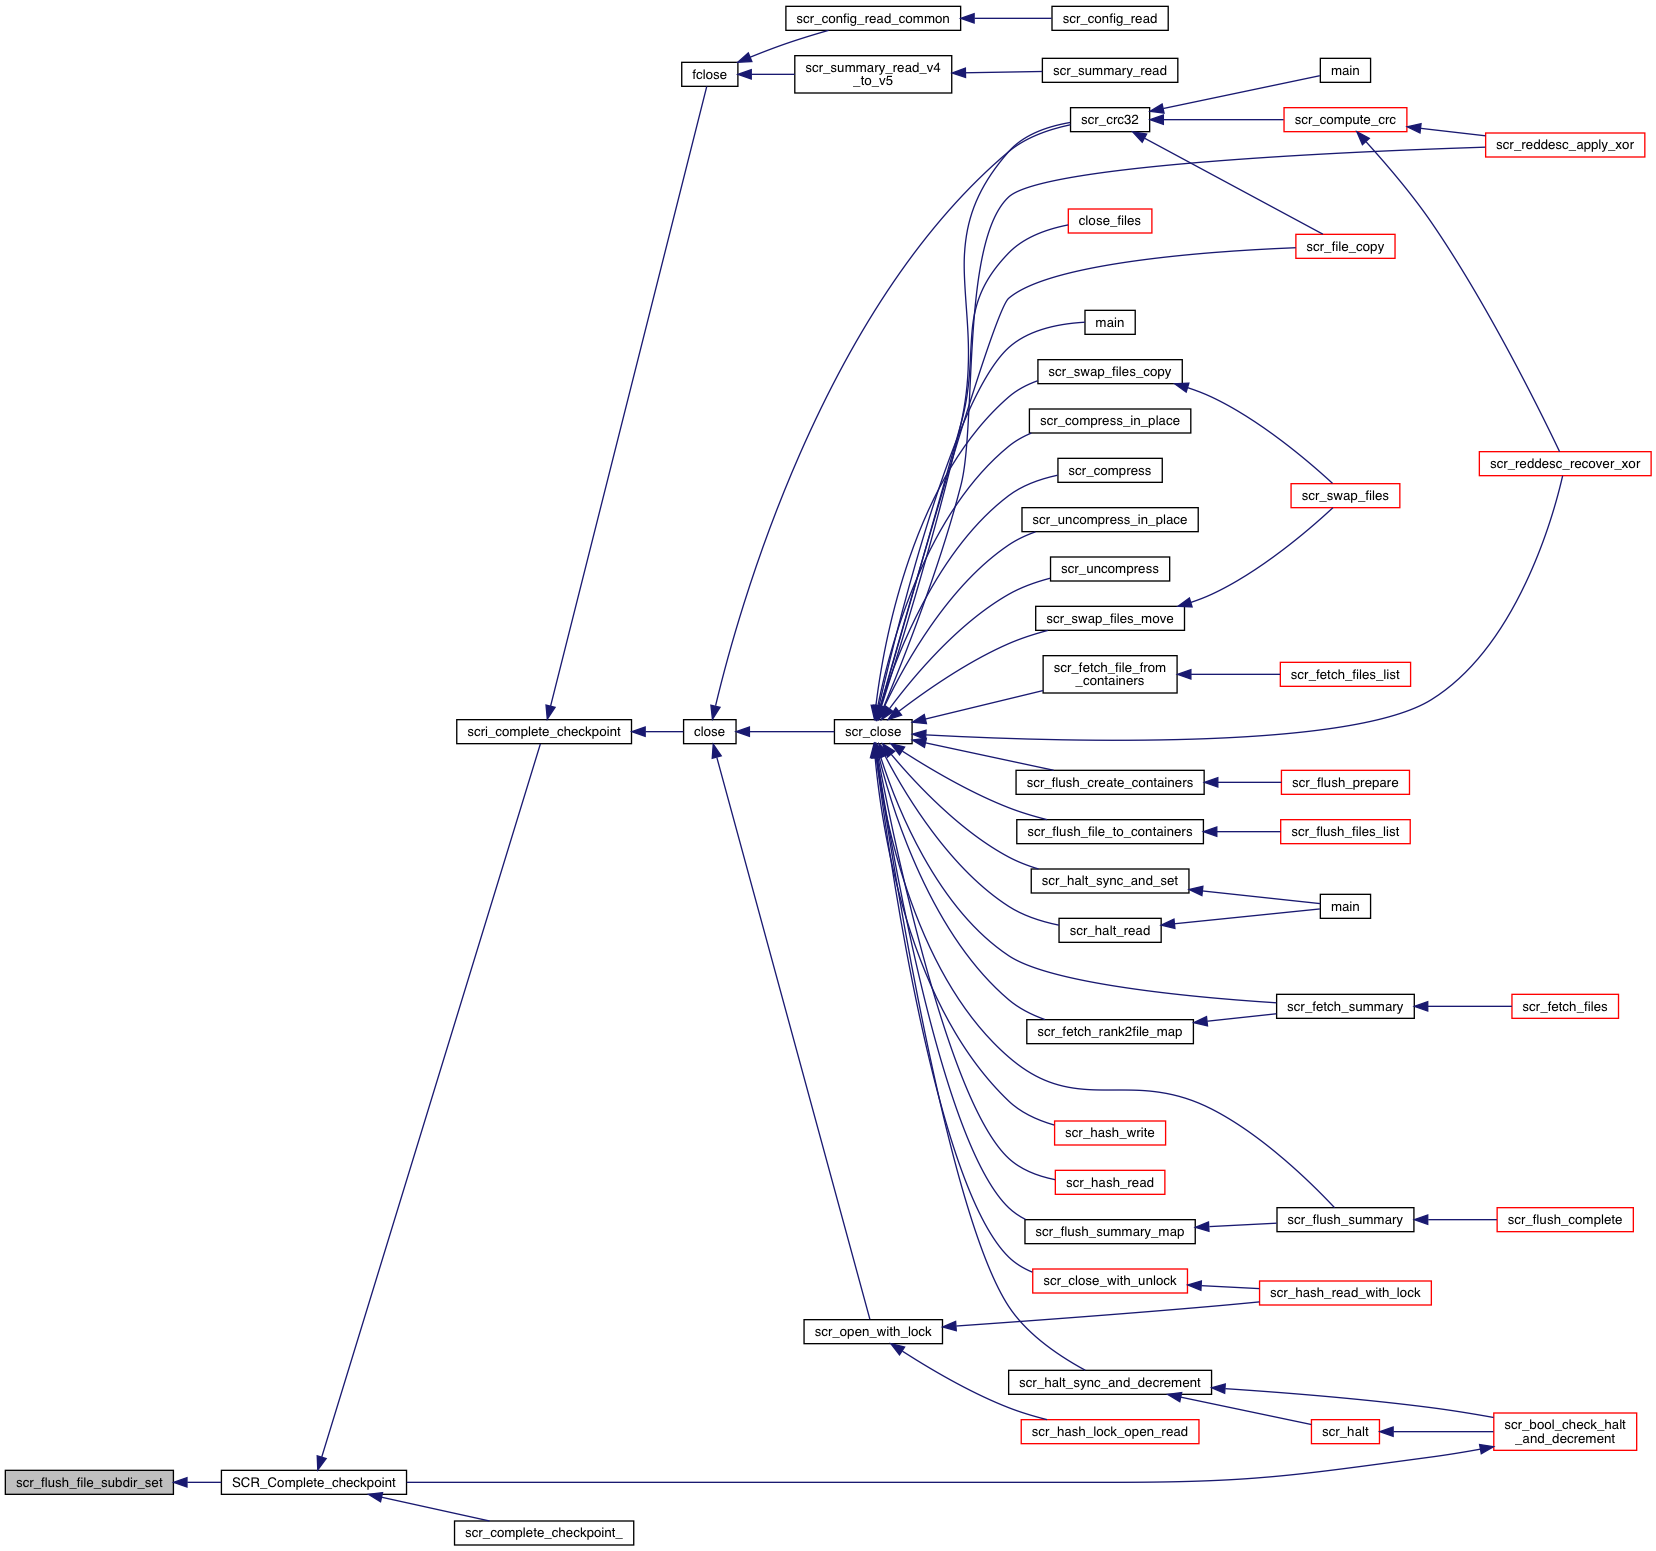 scr_config_read_common
scr_config_read
fclose
scr_summary_read_v4
_to_v5
scr_summary_read
main
scr_crc32
scr_compute_crc
scr_reddesc_apply_xor
close_files
scr_file_copy
main
scr_swap_files_copy
scr_compress_in_place
scr_compress
scr_reddesc_recover_xor
scr_swap_files
scr_uncompress_in_place
scr_uncompress
scr_swap_files_move
scr_fetch_file_from
_containers
scr_fetch_files_list
scri_complete_checkpoint
close
scr_close
scr_flush_create_containers
scr_flush_prepare
scr_flush_file_to_containers
scr_flush_files_list
scr_halt_sync_and_set
main
scr_halt_read
scr_fetch_summary
scr_fetch_files
scr_fetch_rank2file_map
scr_hash_write
scr_hash_read
scr_flush_summary
scr_flush_complete
scr_flush_summary_map
scr_close_with_unlock
scr_hash_read_with_lock
scr_open_with_lock
scr_halt_sync_and_decrement
scr_hash_lock_open_read
scr_halt
scr_bool_check_halt
_and_decrement
scr_flush_file_subdir_set
SCR_Complete_checkpoint
scr_complete_checkpoint_